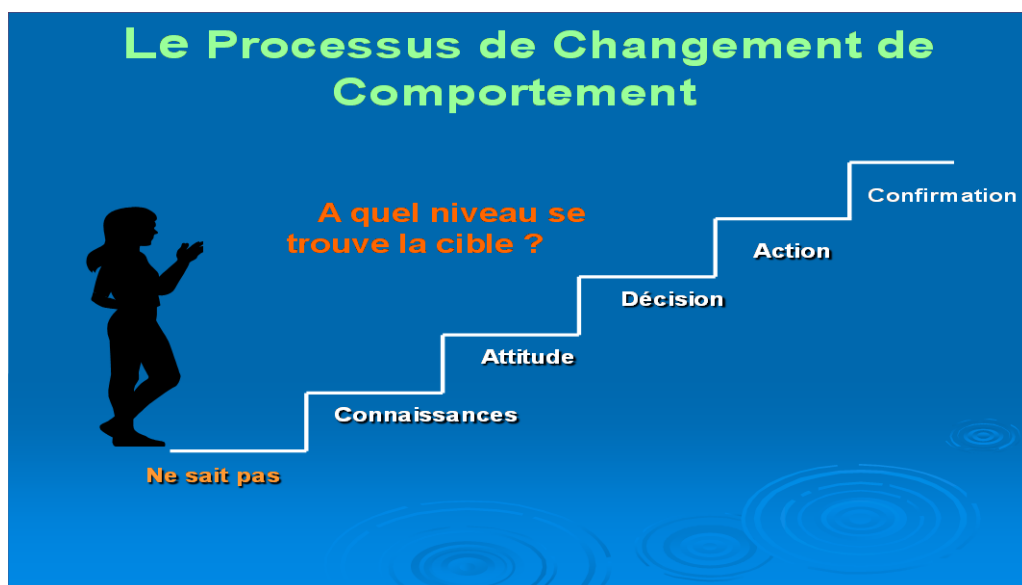 Le Processus de Changement de
Comportement
A quel niveau se
trouve la cible ?
Confirmation
Action
Décision
Attitude
Connaissances
Ne sait pas